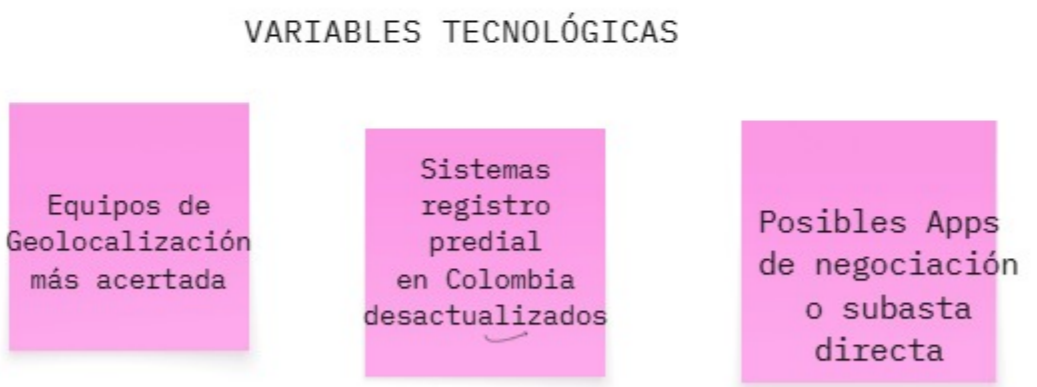 VARIABLES TECNOLÓGICAS
Equipos de
Geolocalización
más acertada
Sistemas
registro
predial
en Colombia
desactualizados
Posibles Apps
de negociación
o subasta
directa